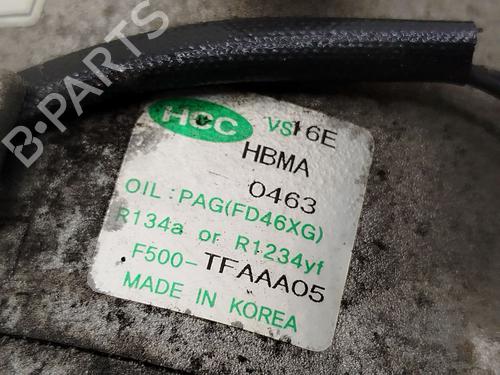 B-PARTS
HCC VS16E
HBMA
0463
OIL : PAG(FD46XG)
R134a or R1234yf
F500-TFAAA05
MADE IN KOREA